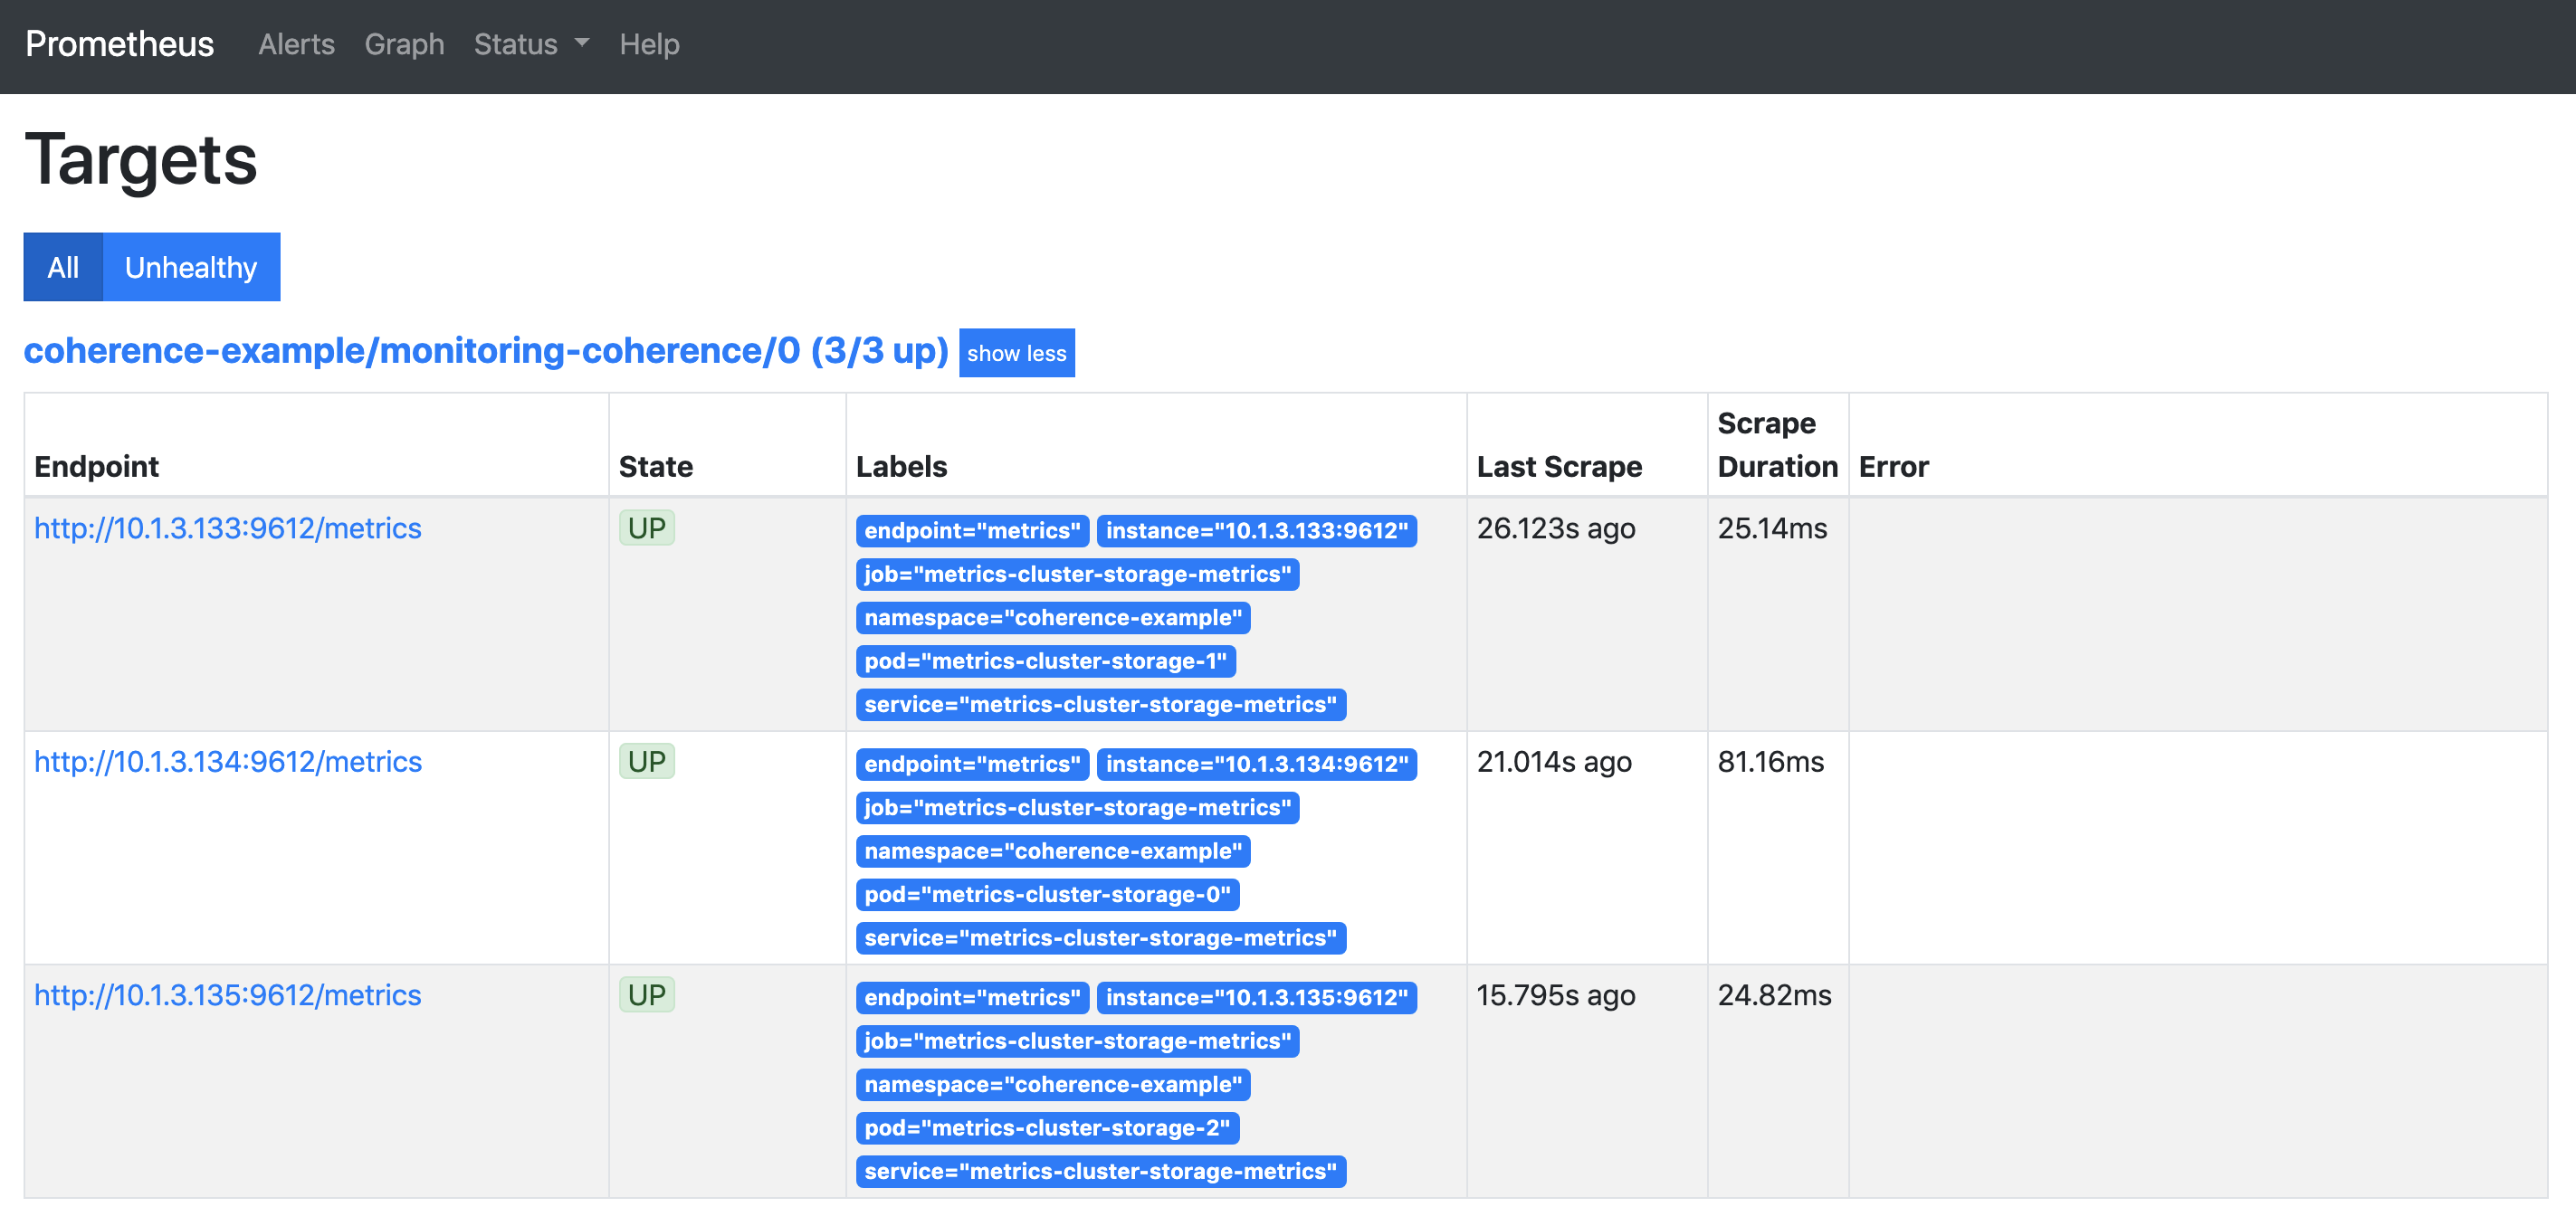 Prometheus Alerts Graph Status Help
Targets
All Unhealthy
coherence-example/monitoring-coherence/0 (3/3 up) show less
Endpoint State Labels Last Scrape Scrape Duration Error
http://10.1.3.133:9612/metrics UP endpoint="metrics" instance="10.1.3.133:9612" 26.123s ago 25.14ms
job="metrics-cluster-storage-metrics"
namespace="coherence-example"
pod="metrics-cluster-storage-1"
service="metrics-cluster-storage-metrics"
http://10.1.3.134:9612/metrics UP endpoint="metrics" instance="10.1.3.134:9612" 21.014s ago 81.16ms
job="metrics-cluster-storage-metrics"
namespace="coherence-example"
pod="metrics-cluster-storage-0"
service="metrics-cluster-storage-metrics"
http://10.1.3.135:9612/metrics UP endpoint="metrics" instance="10.1.3.135:9612" 15.795s ago 24.82ms
job="metrics-cluster-storage-metrics"
namespace="coherence-example"
pod="metrics-cluster-storage-2"
service="metrics-cluster-storage-metrics"